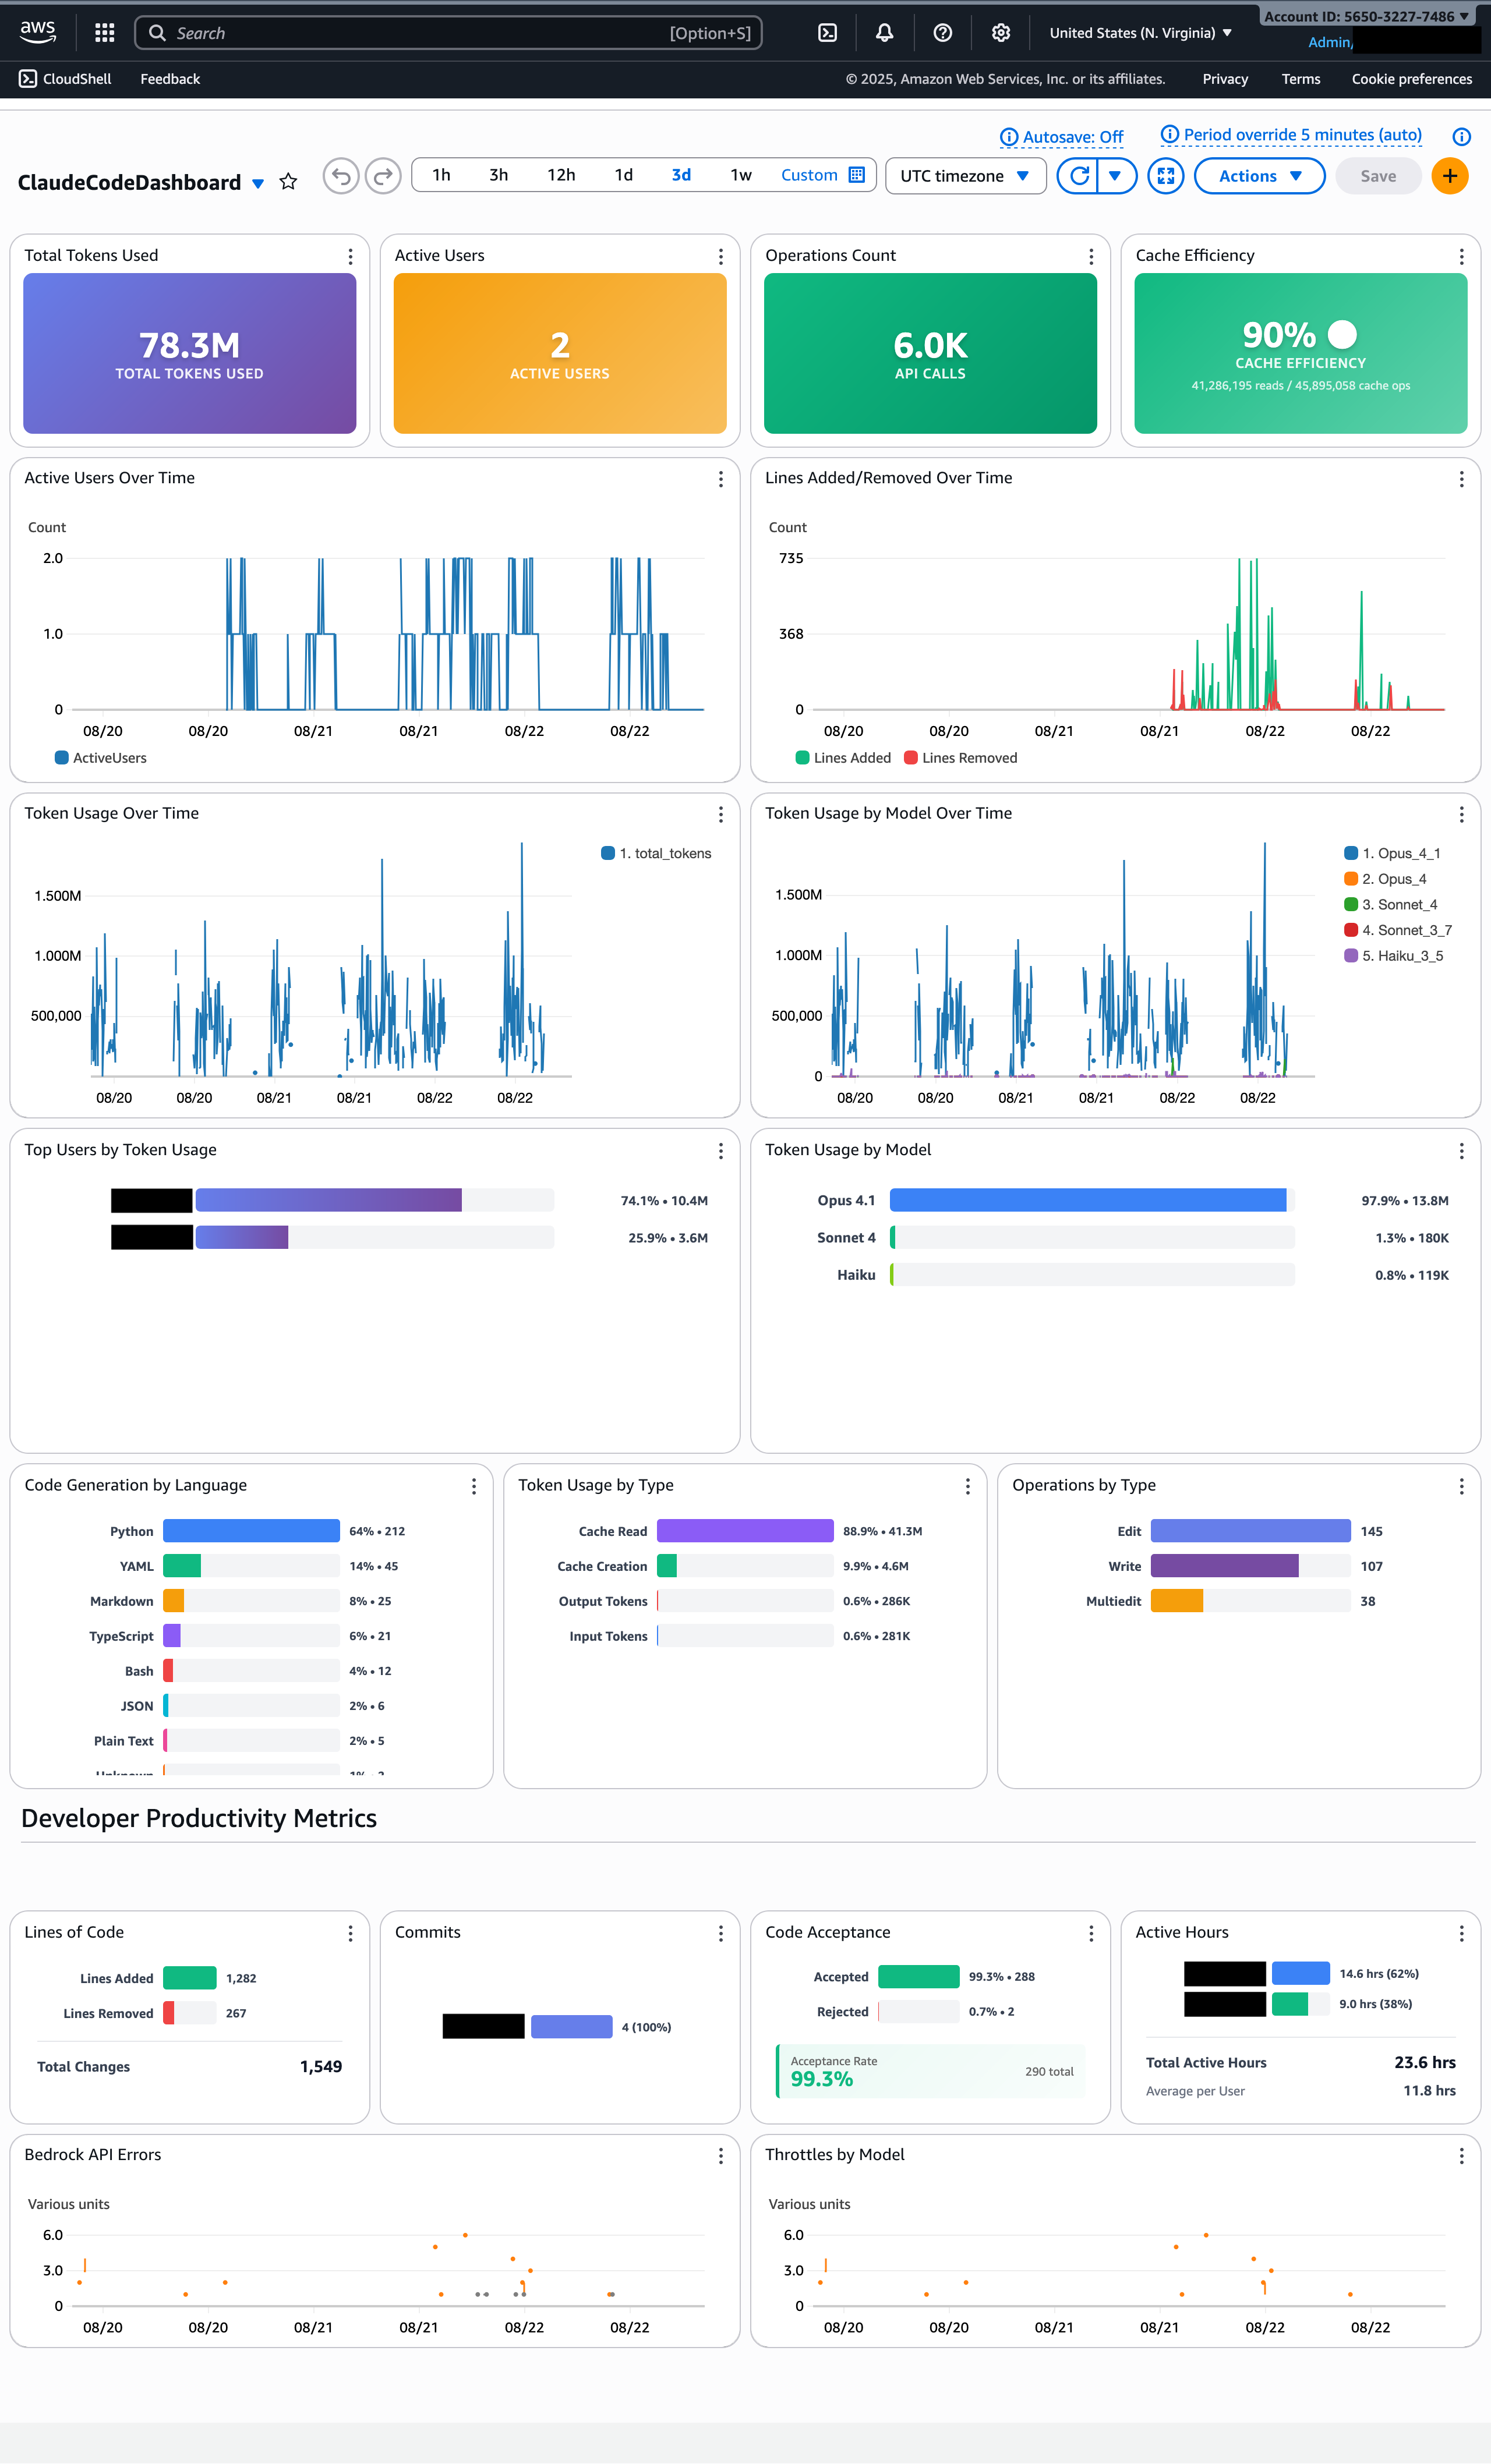 aws
Search [Option+S]
United States (N. Virginia)
Account ID: 5650-3227-7486
Admin/
CloudShell Feedback
© 2025, Amazon Web Services, Inc. or its affiliates. Privacy Terms Cookie preferences
Autosave: Off Period override 5 minutes (auto)
ClaudeCodeDashboard
1h 3h 12h 1d 3d 1w Custom UTC timezone Actions Save
Total Tokens Used
78.3M
TOTAL TOKENS USED
Active Users
2
ACTIVE USERS
Operations Count
6.0K
API CALLS
Cache Efficiency
90%
CACHE EFFICIENCY
41,286,195 reads / 45,895,058 cache ops
Active Users Over Time
Count
2.0
1.0
0
08/20 08/20 08/21 08/21 08/22 08/22
ActiveUsers
Lines Added/Removed Over Time
Count
735
368
0
08/20 08/20 08/21 08/21 08/22 08/22
Lines Added Lines Removed
Token Usage Over Time
1. total_tokens
1.500M
1.000M
500,000
08/20 08/20 08/21 08/21 08/22 08/22
Token Usage by Model Over Time
1. Opus_4_1
2. Opus_4
3. Sonnet_4
4. Sonnet_3_7
5. Haiku_3_5
1.500M
1.000M
500,000
0
08/20 08/20 08/21 08/21 08/22 08/22
Top Users by Token Usage
74.1% • 10.4M
25.9% • 3.6M
Token Usage by Model
Opus 4.1 97.9% • 13.8M
Sonnet 4 1.3% • 180K
Haiku 0.8% • 119K
Code Generation by Language
Python 64% • 212
YAML 14% • 45
Markdown 8% • 25
TypeScript 6% • 21
Bash 4% • 12
JSON 2% • 6
Plain Text 2% • 5
Token Usage by Type
Cache Read 88.9% • 41.3M
Cache Creation 9.9% • 4.6M
Output Tokens 0.6% • 286K
Input Tokens 0.6% • 281K
Operations by Type
Edit 145
Write 107
Multiedit 38
Developer Productivity Metrics
Lines of Code
Lines Added 1,282
Lines Removed 267
Total Changes 1,549
Commits
4 (100%)
Code Acceptance
Accepted 99.3% • 288
Rejected 0.7% • 2
Acceptance Rate
99.3%
290 total
Active Hours
14.6 hrs (62%)
9.0 hrs (38%)
Total Active Hours 23.6 hrs
Average per User 11.8 hrs
Bedrock API Errors
Various units
6.0
3.0
0
08/20 08/20 08/21 08/21 08/22 08/22
Throttles by Model
Various units
6.0
3.0
0
08/20 08/20 08/21 08/21 08/22 08/22